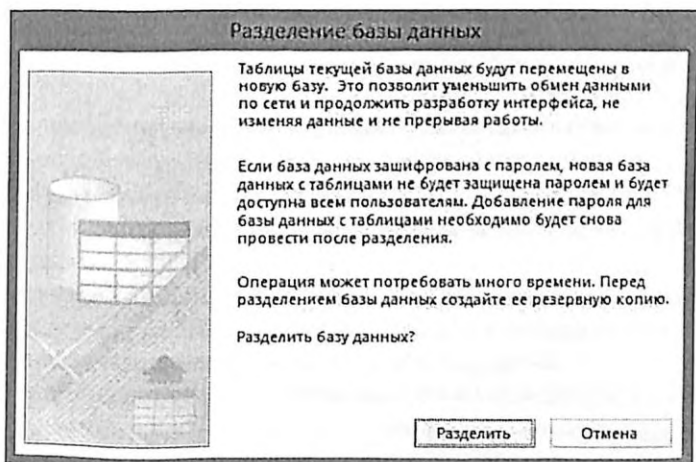 Разделение базы данных
Таблицы текущей базы данных будут перемещены в
новую базу. Это позволит уменьшить обмен данными
по сети и продолжить разработку интерфейса, не
изменяя данные и не прерывая работы.
Если база данных зашифрована с паролем, новая база
данных с таблицами не будет защищена паролем и будет
доступна всем пользователям. Добавление пароля для
базы данных с таблицами необходимо будет снова
провести после разделения.
Операция может потребовать много времени. Перед
разделением базы данных создайте ее резервную копию.
Разделить базу данных?
Разделить
Отмена